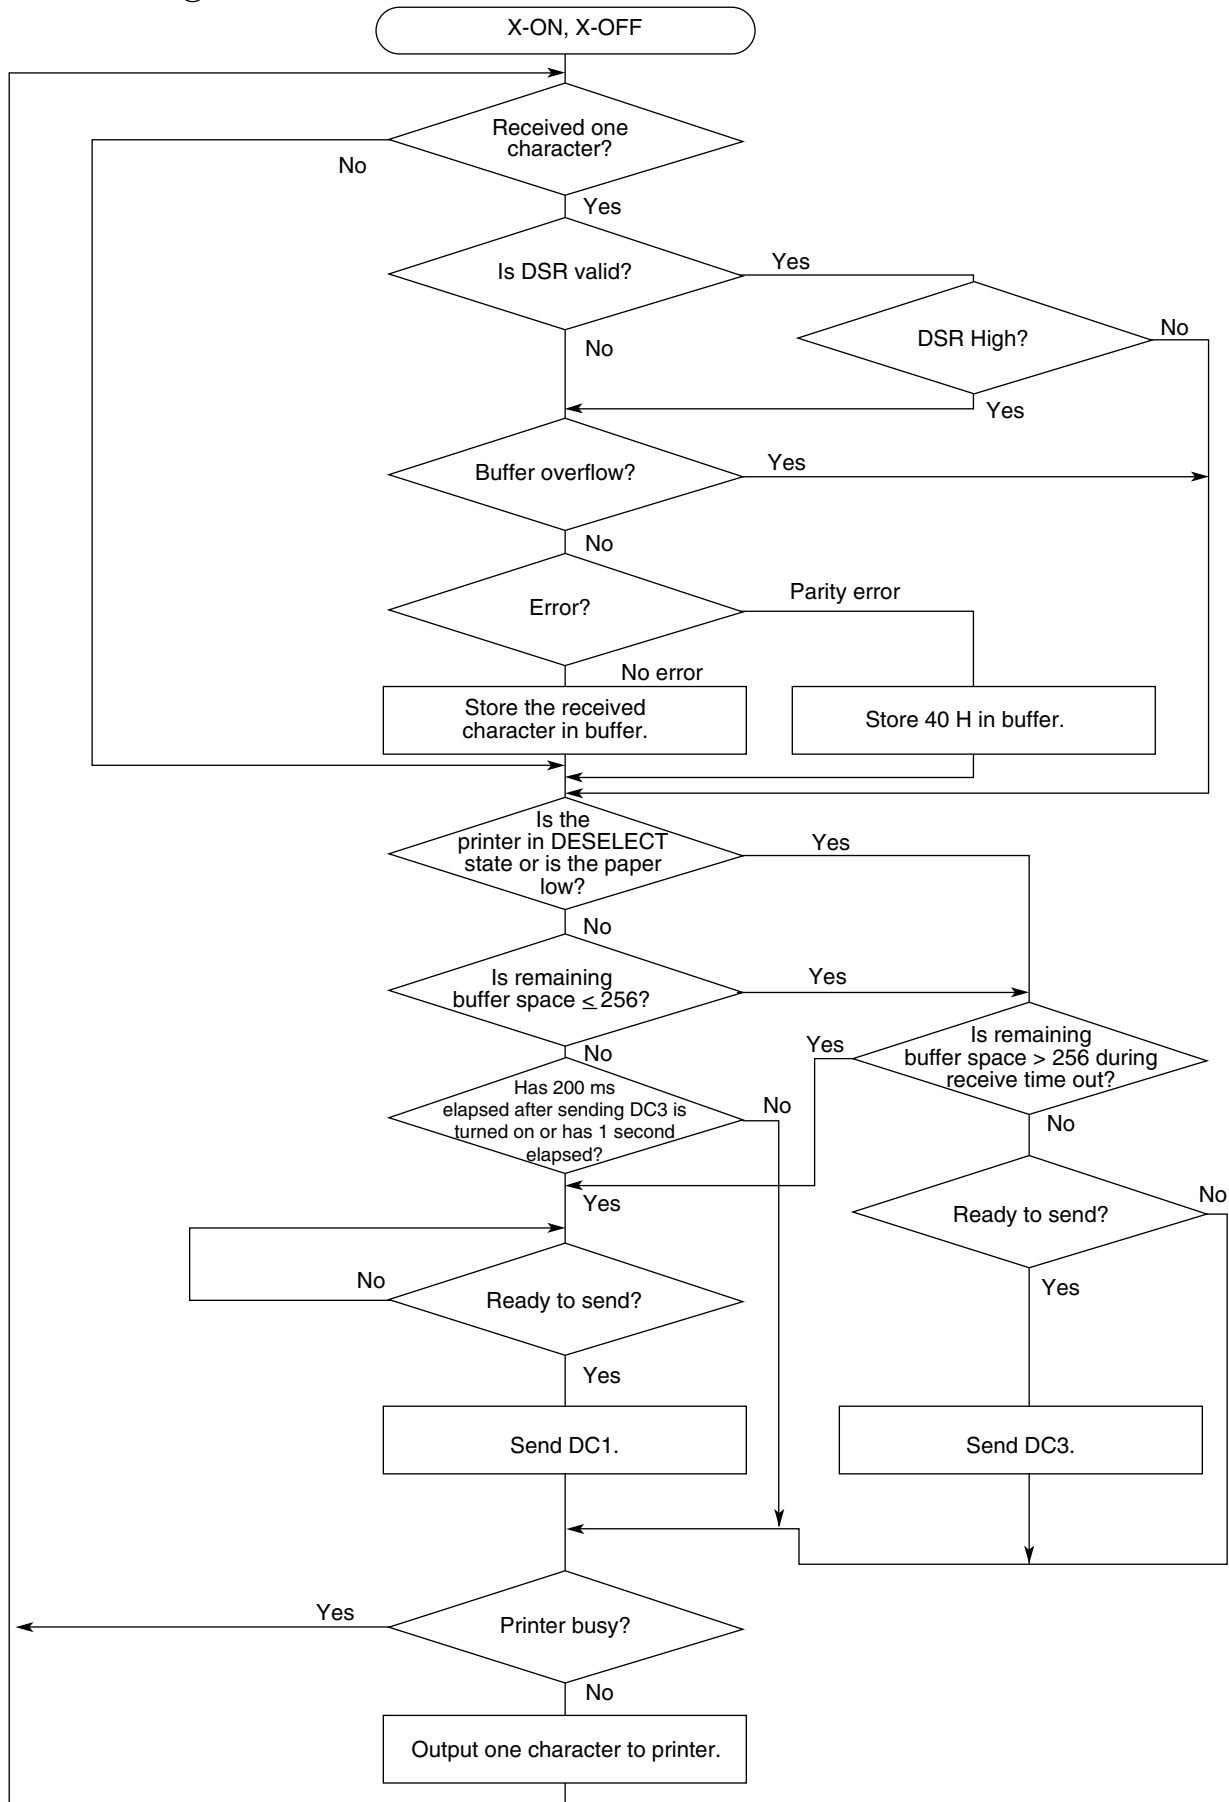 X-ON, X-OFF
Received one
character?
No
Yes
Is DSR valid?
Yes
No
DSR High?
No
Yes
Buffer overflow?
Yes
No
Error?
Parity error
No error
Store the received
character in buffer.
Store 40 H in buffer.
Is the
printer in DESELECT
state or is the paper
low?
Yes
No
Is remaining
buffer space ≤ 256?
Yes
No
Is remaining
buffer space > 256 during
receive time out?
Yes
No
Has 200 ms
elapsed after sending DC3 is
turned on or has 1 second
elapsed?
No
Yes
Ready to send?
No
Yes
Ready to send?
No
Yes
Send DC1.
Send DC3.
Printer busy?
Yes
No
Output one character to printer.